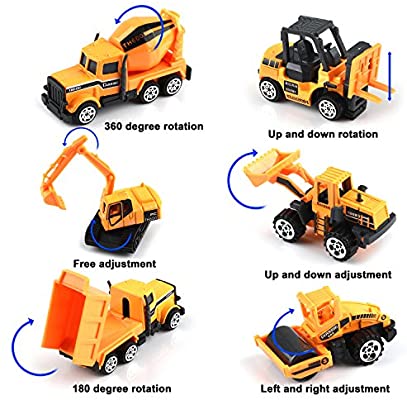 360 degree rotation
Up and down rotation
Free adjustment
Up and down adjustment
180 degree rotation
Left and right adjustment